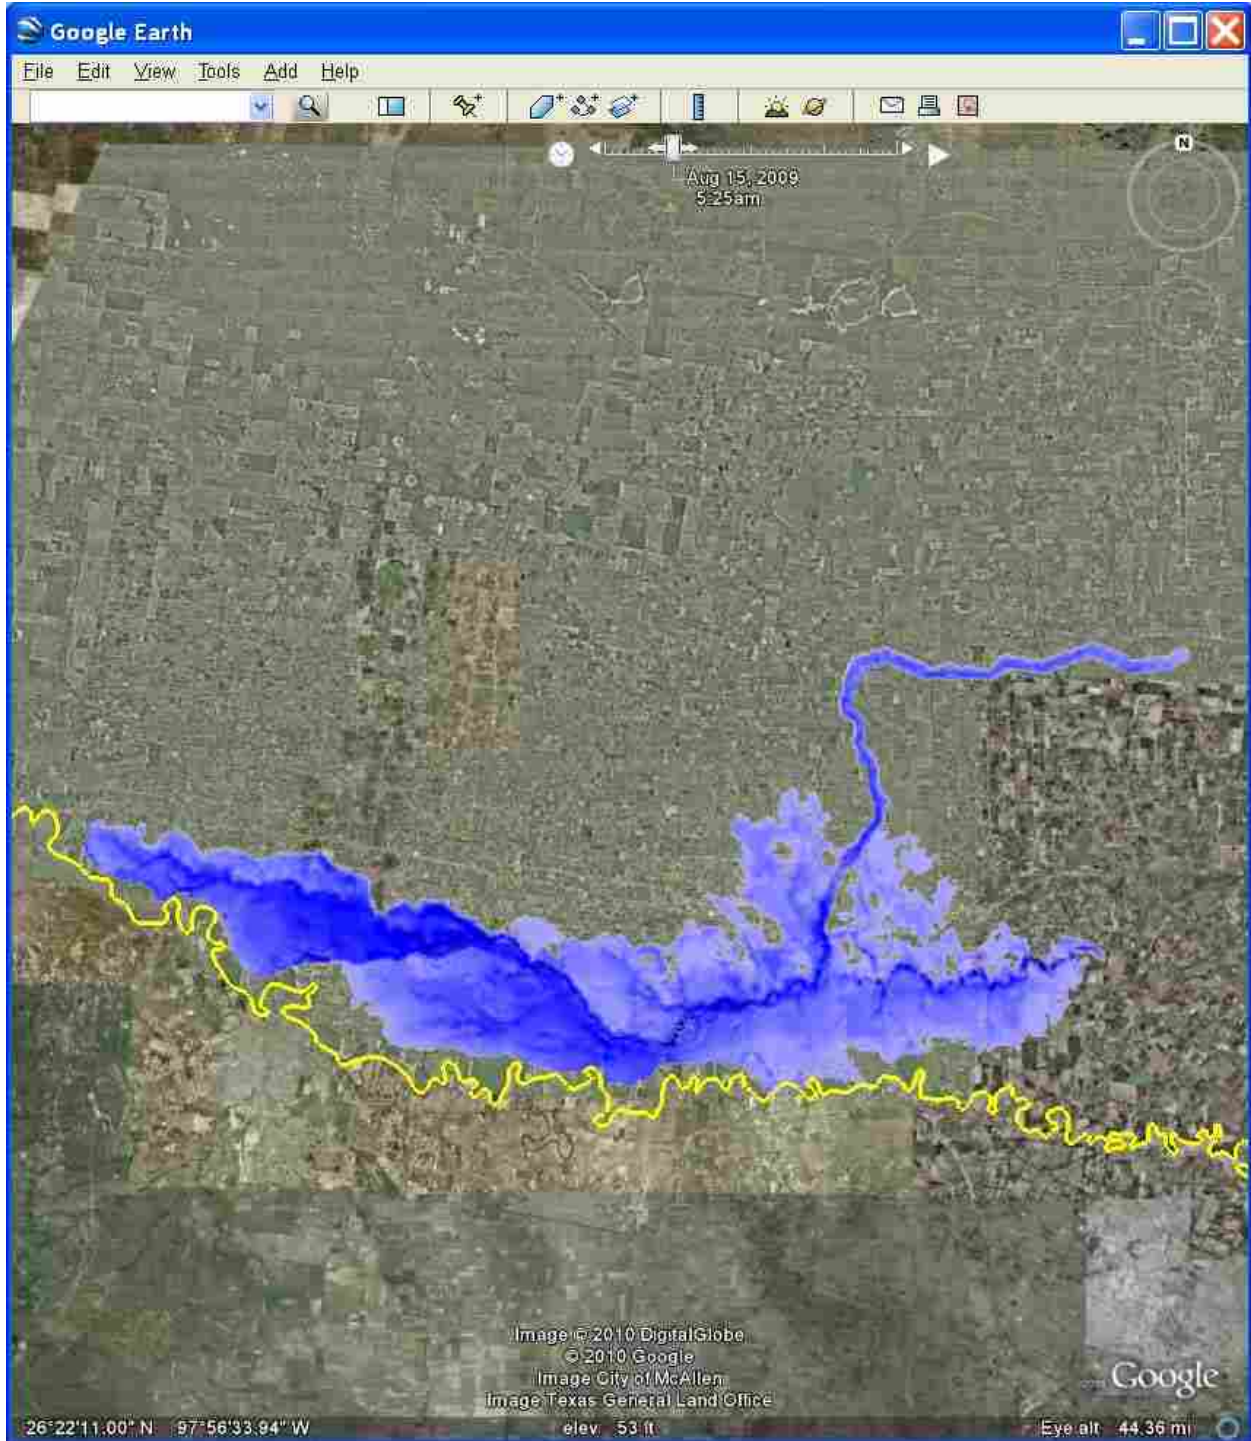 Google Earth
File Edit View Tools Add Help
N
Aug 15, 2009
5:25am
Image © 2010 DigitalGlobe
© 2010 Google
Image City of McAllen
Image Texas General Land Office
Google
26°22'11.00" N 97°56'33.94" W elev 53 ft Eye alt 44.36 mi